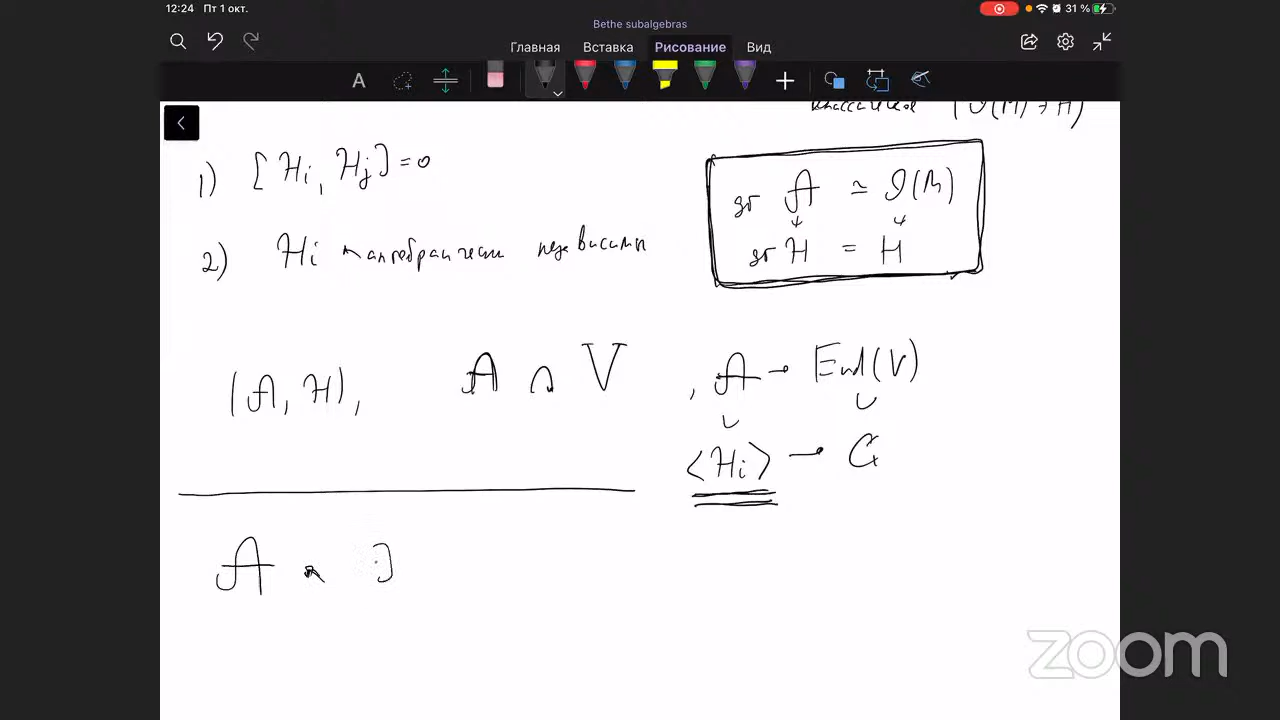 12:24 Пт 1 окт. 31 %
Bethe subalgebras
Главная Вставка Рисование Вид
A
1) [Hi, Hj] = 0
gr A ≃ O(M)
gr H = H
2) Hi алгебраически независимы
(A, H), A ∩ V, A → End(V)
∪ ∪
<Hi> → G
A
zoom